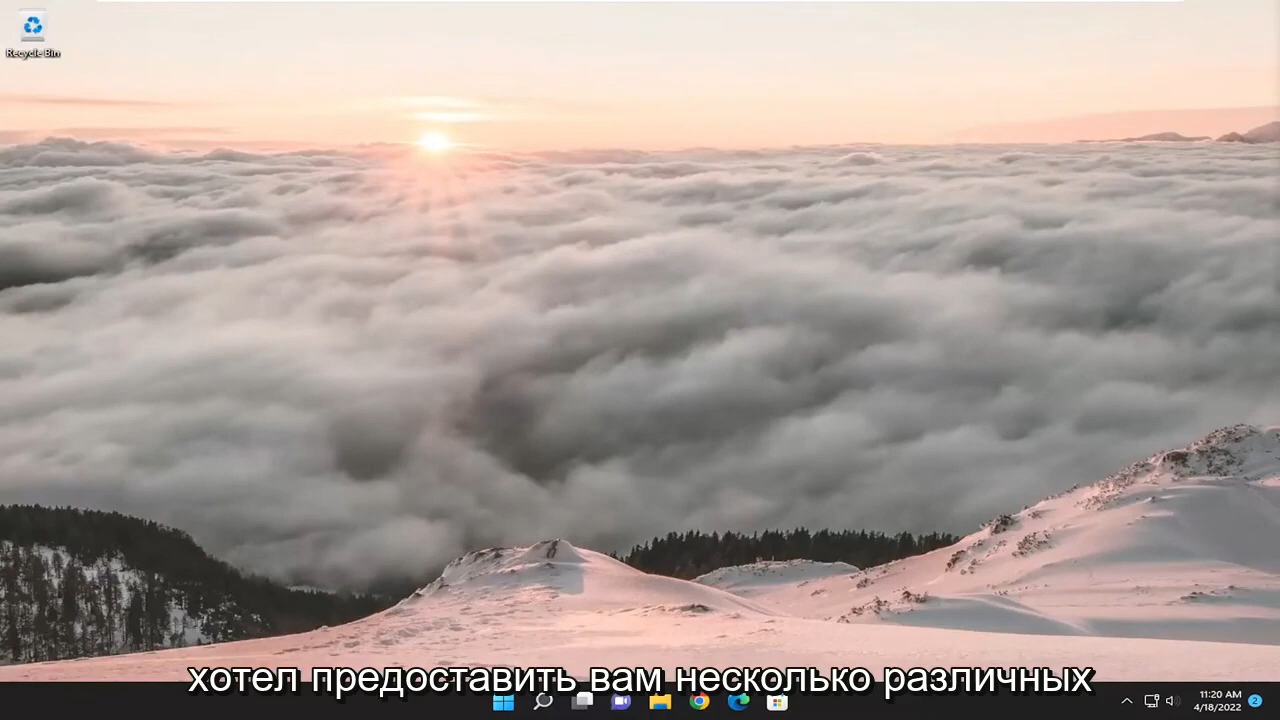 Recycle Bin
хотел предоставить вам несколько различных
11:20 AM
4/18/2022
2